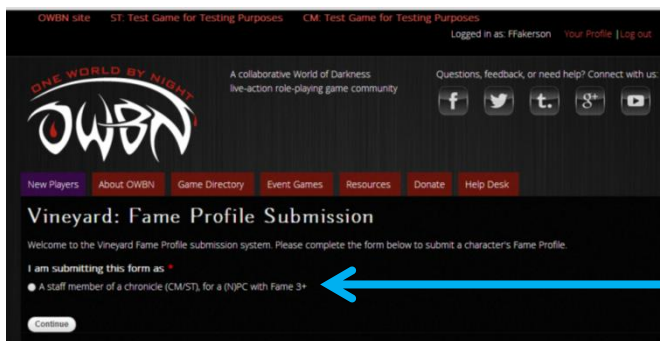 OWBN site ST: Test Game for Testing Purposes CM: Test Game for Testing Purposes
Logged in as: FFakerson Your Profile | Log out
ONE WORLD BY NIGHT
OWBN
A collaborative World of Darkness
live-action role-playing game community
Questions, feedback, or need help? Connect with us:
f t. g+
New Players About OWBN Game Directory Event Games Resources Donate Help Desk
Vineyard: Fame Profile Submission
Welcome to the Vineyard Fame Profile submission system. Please complete the form below to submit a character's Fame Profile.
I am submitting this form as *
A staff member of a chronicle (CM/ST), for a (N)PC with Fame 3+
Continue